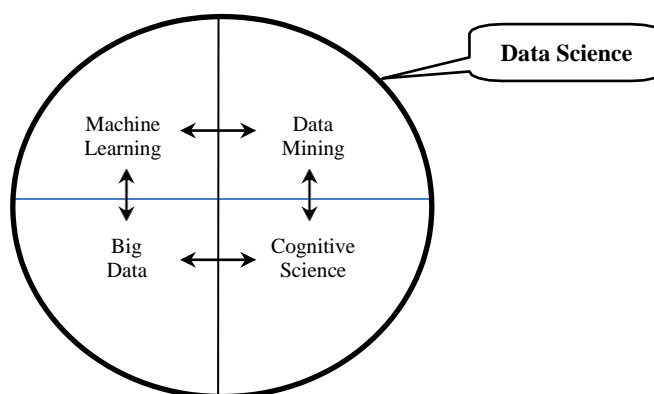 Data Science
Machine
Learning
Data
Mining
Big
Data
Cognitive
Science